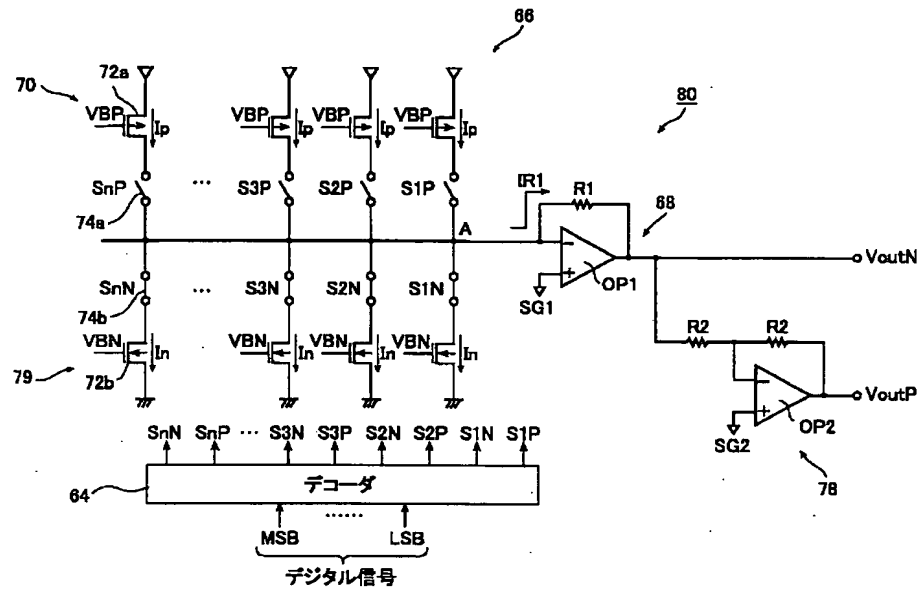 66
80
70
72a
VBP
Ip
VBP
Ip
VBP
Ip
VBP
Ip
SnP
...
S3P
S2P
S1P
74a
IR1
R1
68
A
OP1
SG1
VoutN
SnN
...
S3N
S2N
S1N
74b
VBN
In
VBN
In
VBN
In
VBN
In
79
72b
R2
R2
OP2
SG2
VoutP
78
SnN SnP ... S3N S3P S2N S2P S1N S1P
64
デコーダ
.......
MSB
LSB
デジタル信号